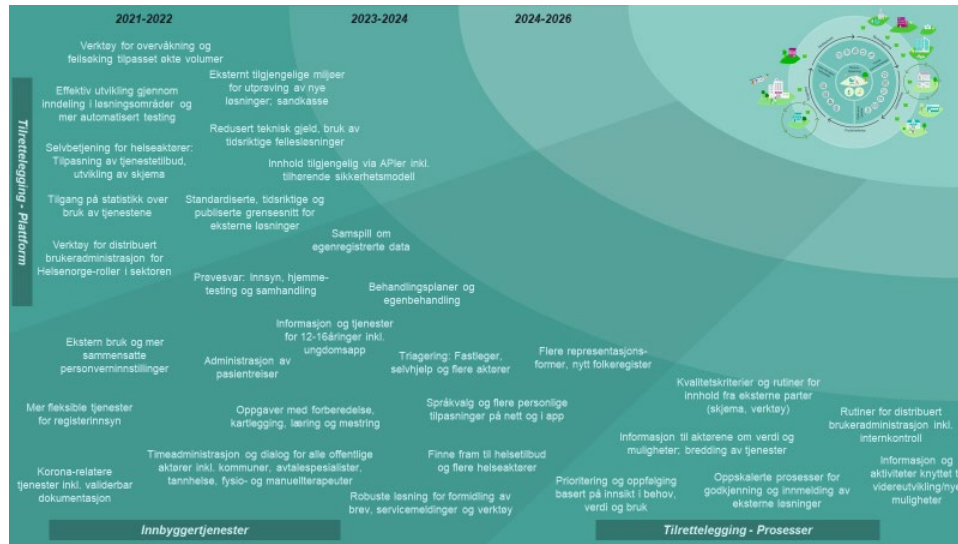 2021-2022
2023-2024
2024-2026
Verktøy for overvåkning og
feilsøking tilpasset økte volumer
Effektiv utvikling gjennom
inndeling i løsningsområder og
mer automatisert testing
Eksternt tilgjengelige miljøer
for utprøving av nye
løsninger; sandkasse
Redusert teknisk gjeld, bruk av
tidsriktige fellesløsninger
Selvbetjening for helseaktører:
Tilpasning av tjenestetilbud,
utvikling av skjema
Innhold tilgjengelig via APIer inkl.
tilhørende sikkerhetsmodell
Tilgang på statistikk over
bruk av tjenestene
Standardiserte, tidsriktige og
publiserte grensesnitt for
eksterne løsninger
Samspill om
egenregistrerte data
Verktøy for distribuert
brukeradministrasjon for
Helsenorge-roller i sektoren
Prøvesvar: Innsyn, hjemme-
testing og samhandling
Behandlingsplaner og
egenbehandling
Tilrettelegging - Plattform
Informasjon og tjenester
for 12-16åringer inkl.
ungdomsapp
Ekstern bruk og mer
sammensatte
personverninnstillinger
Administrasjon av
pasientreiser
Triagering: Fastleger,
selvhjelp og flere aktører
Flere representasjons-
former, nytt folkeregister
Kvalitetskriterier og rutiner for
innhold fra eksterne parter
(skjema, verktøy)
Mer fleksible tjenester
for registerinnsyn
Oppgaver med forberedelse,
kartlegging, læring og mestring
Språkvalg og flere personlige
tilpasninger på nett og i app
Rutiner for distribuert
brukeradministrasjon inkl.
internkontroll
Informasjon til aktørene om verdi og
muligheter; bredding av tjenester
Korona-relatere
tjenester inkl. validerbar
dokumentasjon
Timeadministrasjon og dialog for alle offentlige
aktører inkl. kommuner, avtalespesialister,
tannhelse, fysio- og manuellterapeuter
Finne fram til helsetilbud
og flere helseaktører
Robuste løsning for formidling av
brev, servicemeldinger og verktøy
Prioritering og oppfølging
basert på innsikt i behov,
verdi og bruk
Oppskalerte prosesser for
godkjenning og innmelding av
eksterne løsninger
Informasjon og
aktiviteter knyttet t
videreutvikling/nye
muligheter
Innbyggertjenester
Tilrettelegging - Prosesser